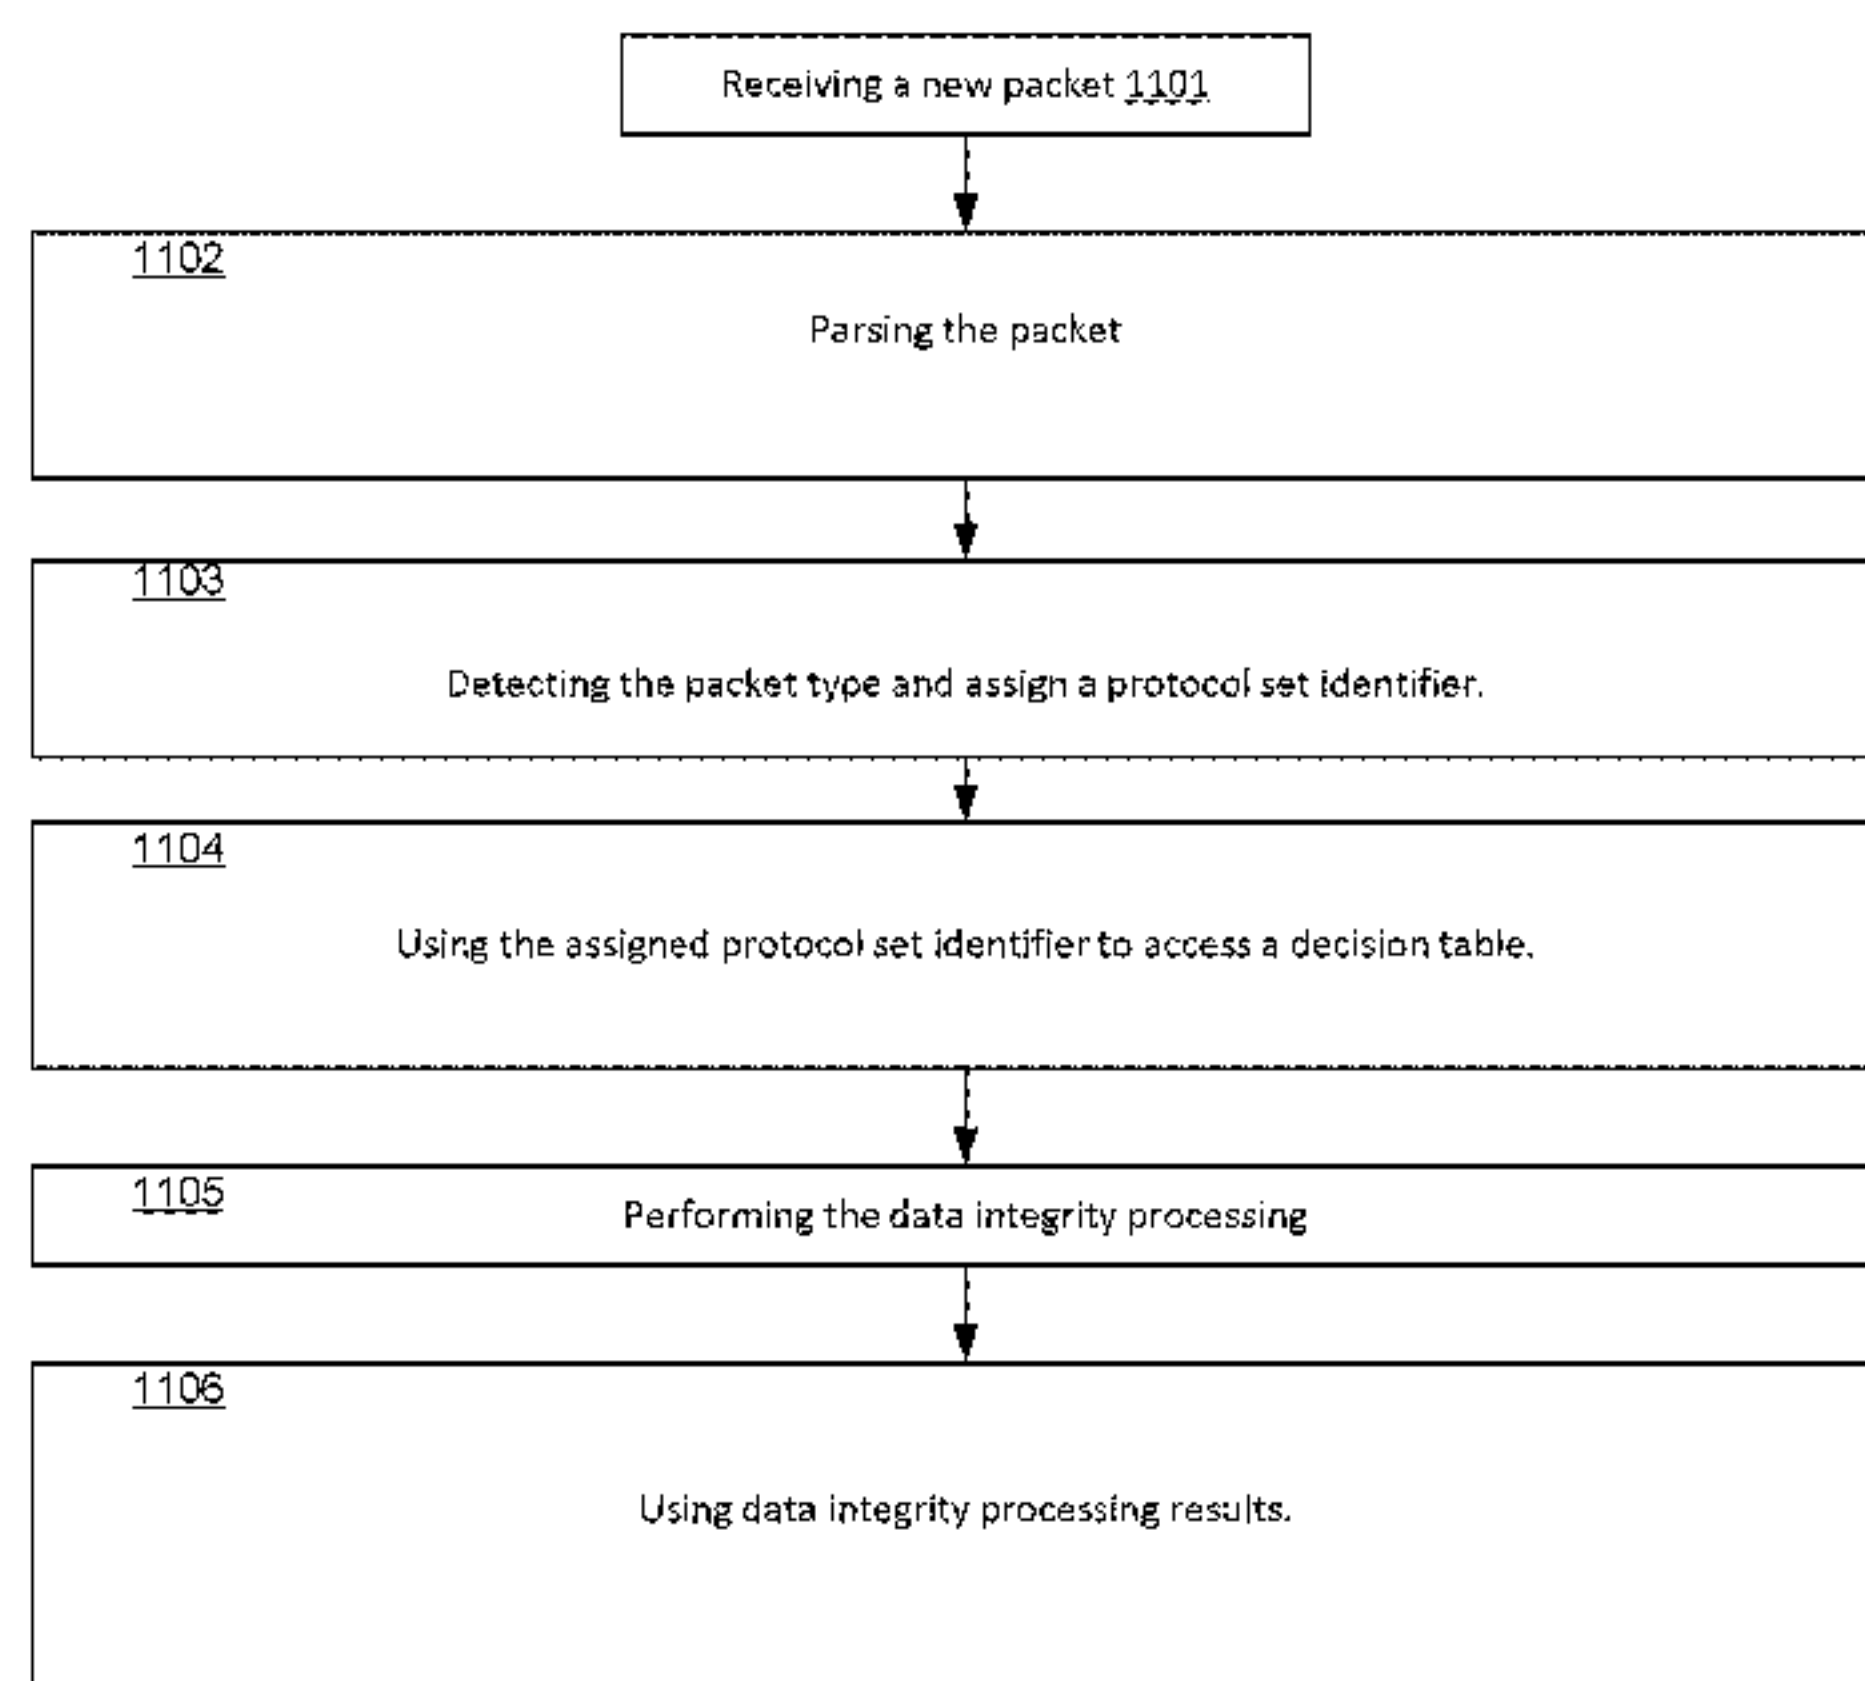 Receiving a new packet 1101
1102
Parsing the packet
1103
Detecting the packet type and assign a protocol set identifier.
1104
Using the assigned protocol set identifier to access a decision table.
1105
Performing the data integrity processing
1106
Using data integrity processing results.